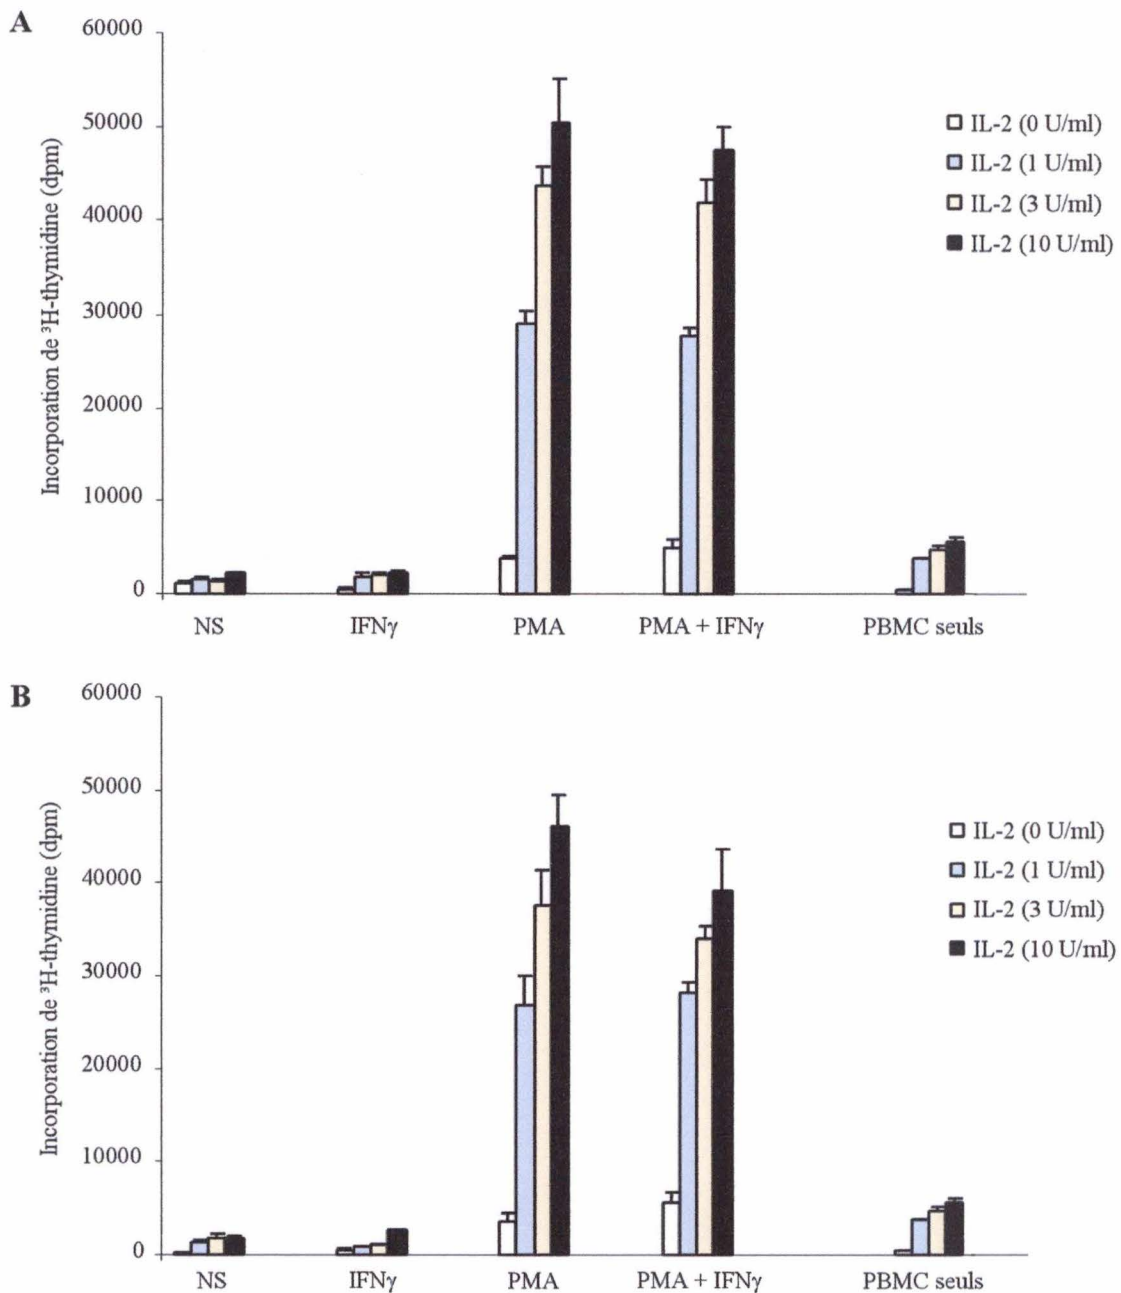 A
60000
50000
40000
30000
20000
10000
0
Incorporation de ³H-thymidine (dpm)
IL-2 (0 U/ml)
IL-2 (1 U/ml)
IL-2 (3 U/ml)
IL-2 (10 U/ml)
NS IFNγ PMA PMA + IFNγ PBMC seuls
B
60000
50000
40000
30000
20000
10000
0
Incorporation de ³H-thymidine (dpm)
IL-2 (0 U/ml)
IL-2 (1 U/ml)
IL-2 (3 U/ml)
IL-2 (10 U/ml)
NS IFNγ PMA PMA + IFNγ PBMC seuls